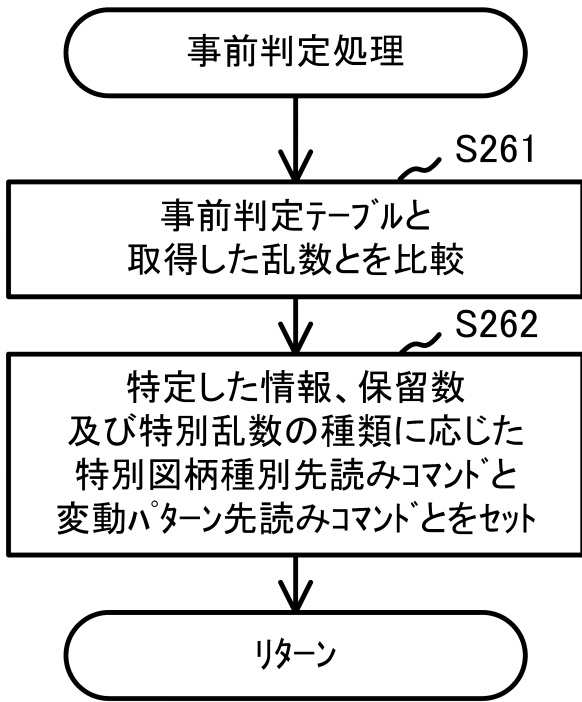 事前判定処理
S261
事前判定ﾃｰﾌﾞﾙと
取得した乱数とを比較
S262
特定した情報、保留数
及び特別乱数の種類に応じた
特別図柄種別先読みｺﾏﾝﾄﾞと
変動ﾊﾟﾀｰﾝ先読みｺﾏﾝﾄﾞとをｾｯﾄ
ﾘﾀｰﾝ